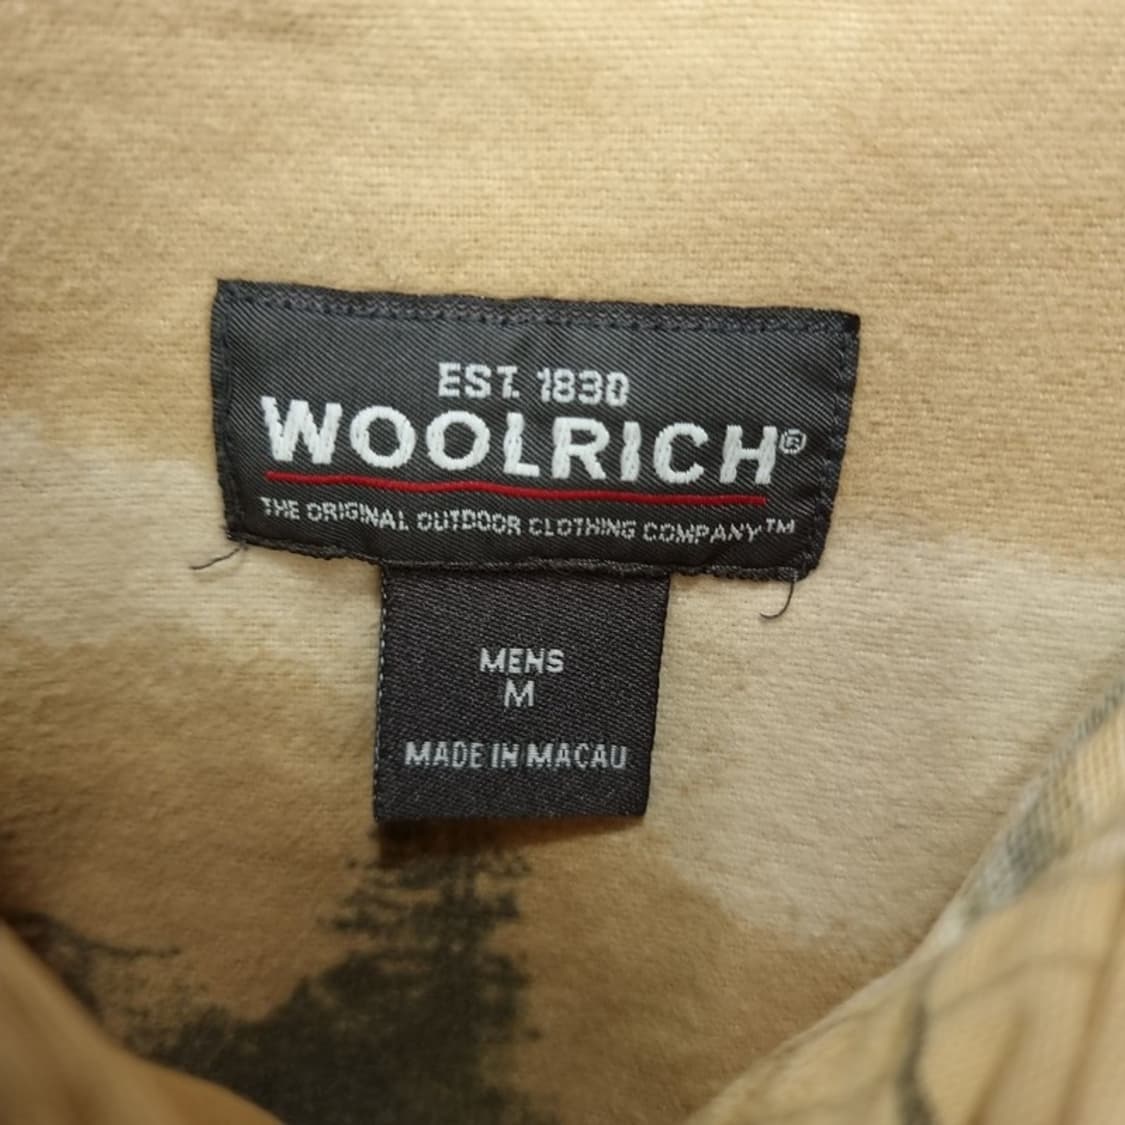 EST. 1830
WOOLRICH®
THE ORIGINAL OUTDOOR CLOTHING COMPANY™
MENS
M
MADE IN MACAU